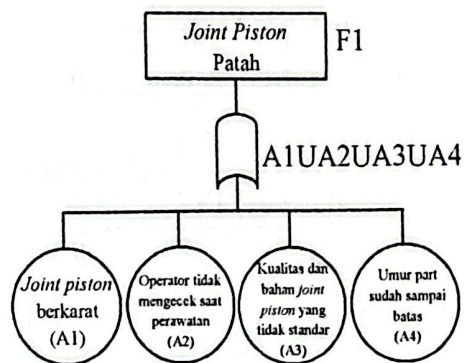 Joint Piston
Patah
F1
A1UA2UA3UA4
Joint piston
berkarat
(A1)
Operator tidak
mengecek saat
perawatan
(A2)
Kualitas dan
bahan joint
piston yang
tidak standar
(A3)
Umur part
sudah sampai
batas
(A4)